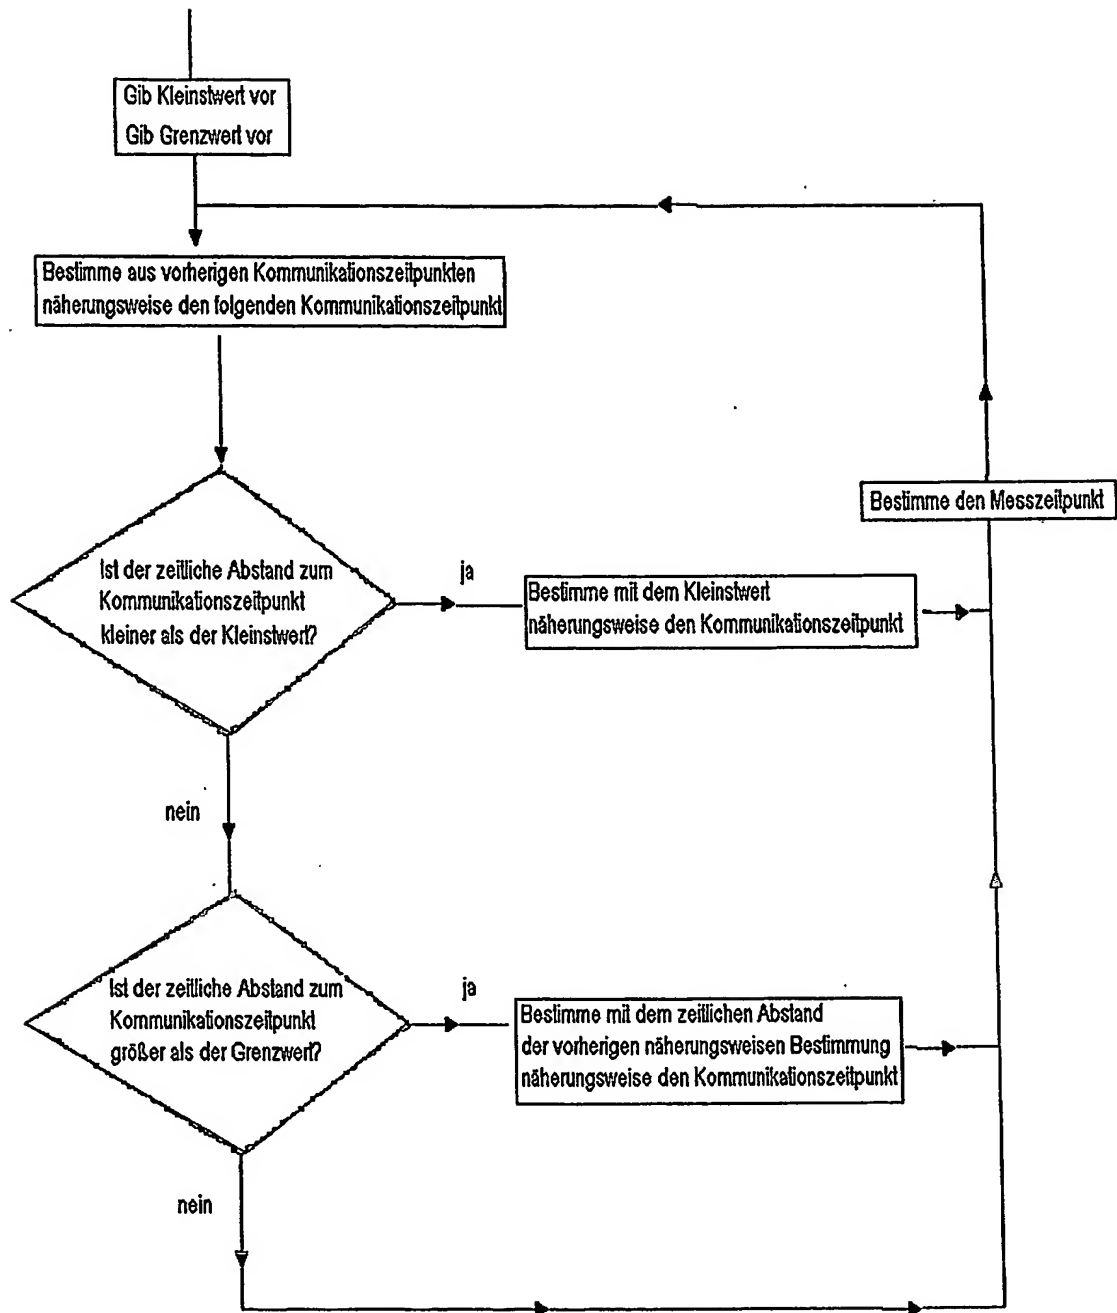 Gib Kleinstwert vor
Gib Grenzwert vor
Bestimme aus vorherigen Kommunikationszeitpunkten
näherungsweise den folgenden Kommunikationszeitpunkt
Bestimme den Messzeitpunkt
Ist der zeitliche Abstand zum
Kommunikationszeitpunkt
kleiner als der Kleinstwert?
ja
Bestimme mit dem Kleinstwert
näherungsweise den Kommunikationszeitpunkt
nein
Ist der zeitliche Abstand zum
Kommunikationszeitpunkt
größer als der Grenzwert?
ja
Bestimme mit dem zeitlichen Abstand
der vorherigen näherungsweisen Bestimmung
näherungsweise den Kommunikationszeitpunkt
nein